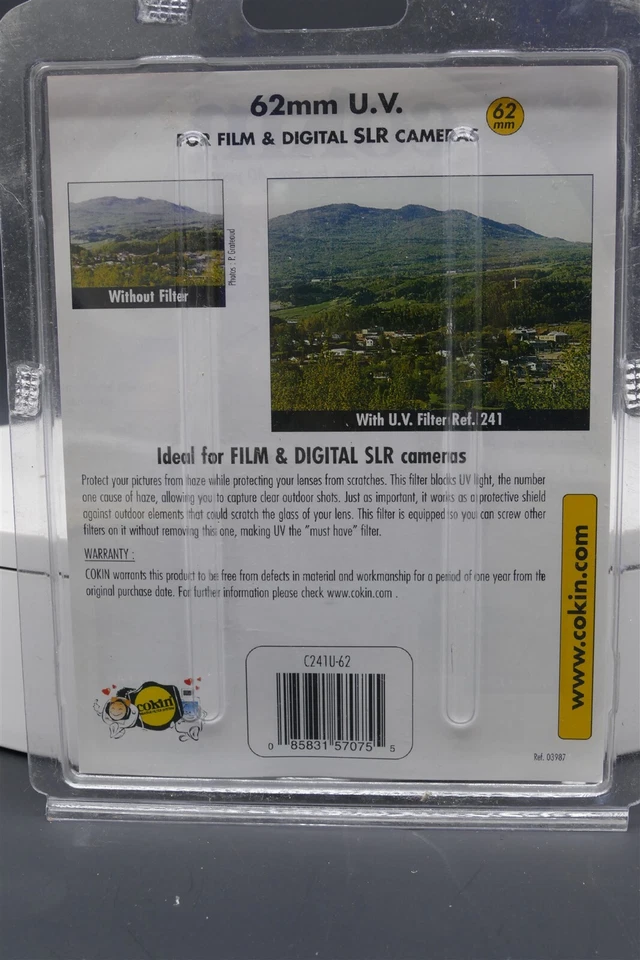 62mm U.V.
62
mm
FOR FILM & DIGITAL SLR CAMERAS
Photos : P. Grateaud
Without Filter
With U.V. Filter Ref. 241
Ideal for FILM & DIGITAL SLR cameras
Protect your pictures from haze while protecting your lenses from scratches. This filter blocks UV light, the number
one cause of haze, allowing you to capture clear outdoor shots. Just as important, it works as a protective shield
against outdoor elements that could scratch the glass of your lens. This filter is equipped so you can screw other
filters on it without removing this one, making UV the "must have" filter.
WARRANTY :
COKIN warrants this product to be free from defects in material and workmanship for a period of one year from the
original purchase date. For further information please check www.cokin.com .
www.cokin.com
C241U-62
cokin
0 85831 57075 5
Ref. 03987